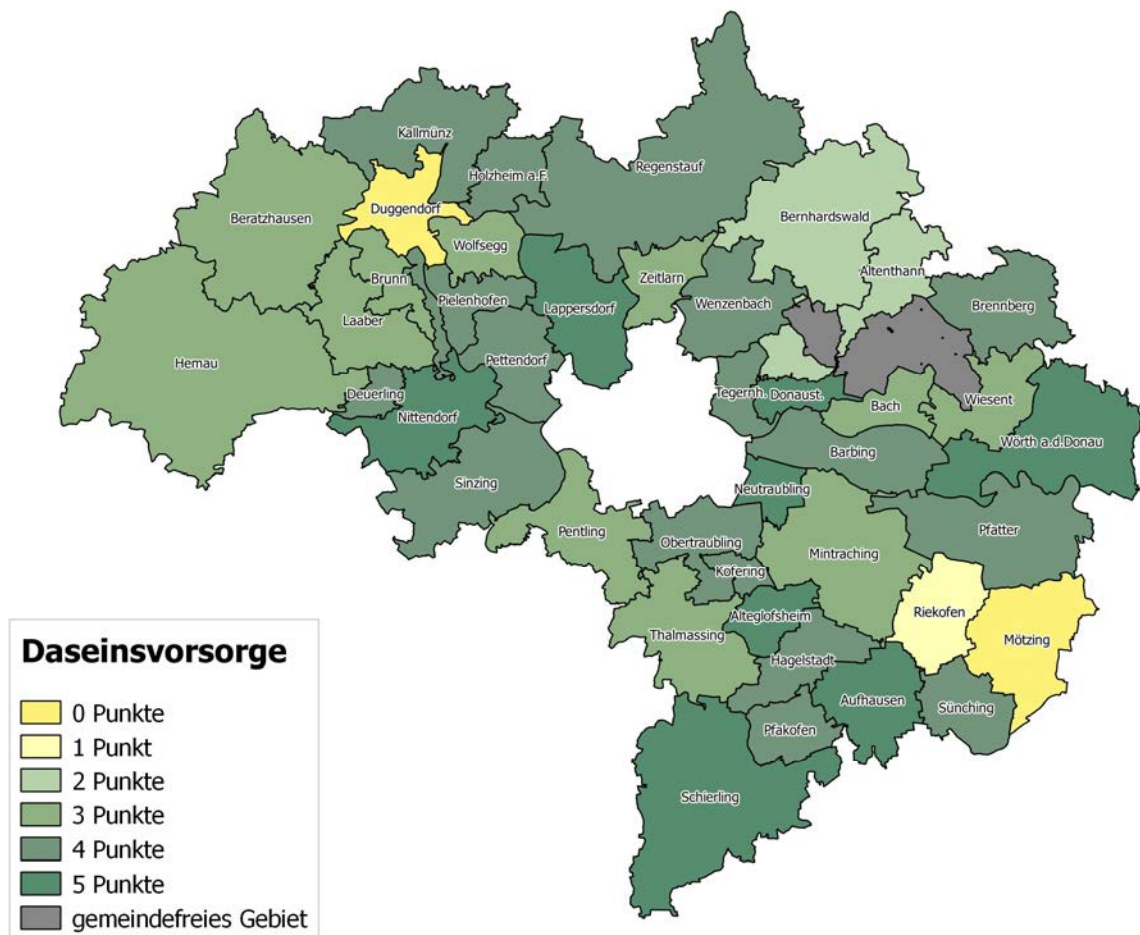 Kallmünz
Regenstauf
Holzheim a.F.
Duggendorf
Beratzhausen
Bernhardswald
Wolfsegg
Altenthann
Brunn
Zeitlarn
Pielenhofen
Lappersdorf
Wenzenbach
Brennberg
Laaber
Hemau
Pettendorf
Deuerling
Tegernh.
Donaust.
Wiesent
Nittendorf
Bach
Wörth a.d.Donau
Barbing
Sinzing
Neutraubling
Pentling
Pfatter
Obertraubling
Mintraching
Köfering
Riekofen
Alteglofsheim
Thalmassing
Mötzing
Hagelstadt
Aufhausen
Sünching
Pfakofen
Schierling
Daseinsvorsorge
0 Punkte
1 Punkt
2 Punkte
3 Punkte
4 Punkte
5 Punkte
gemeindefreies Gebiet